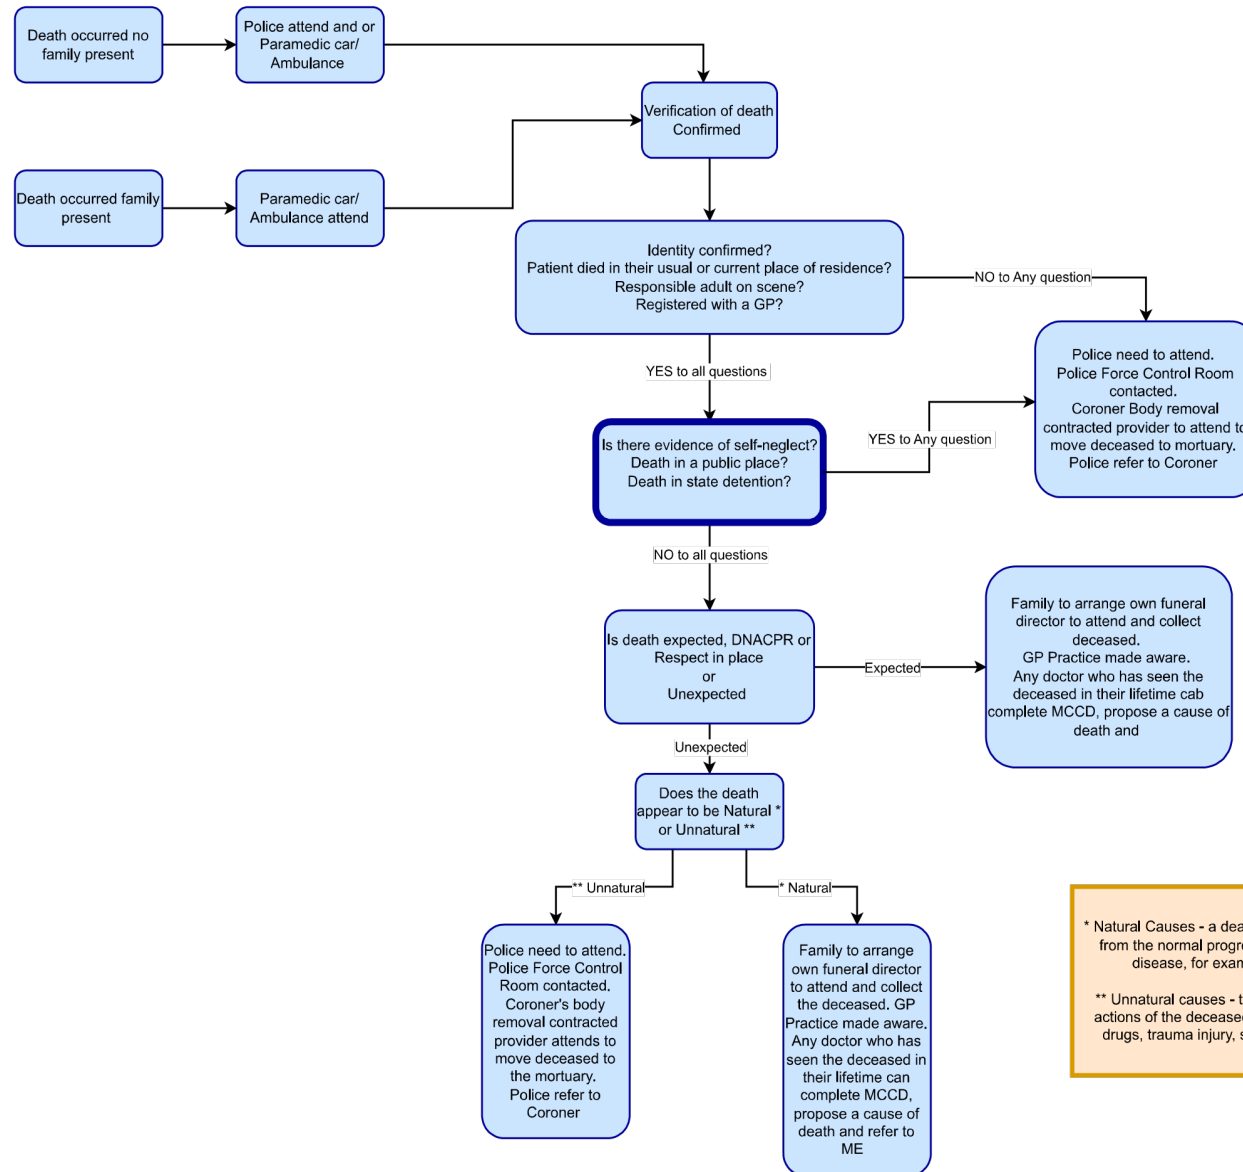 Death occurred no
family present
Police attend and or
Paramedic car/
Ambulance
Verification of death
Confirmed
Death occurred family
present
Paramedic car/
Ambulance attend
Identity confirmed?
Patient died in their usual or current place of residence?
Responsible adult on scene?
Registered with a GP?
NO to Any question
Police need to attend.
Police Force Control Room
contacted.
Coroner Body removal
contracted provider to attend to
move deceased to mortuary.
Police refer to Coroner
YES to all questions
Is there evidence of self-neglect?
Death in a public place?
Death in state detention?
YES to Any question
NO to all questions
Is death expected, DNACPR or
Respect in place
or
Unexpected
Expected
Family to arrange own funeral
director to attend and collect
deceased.
GP Practice made aware.
Any doctor who has seen the
deceased in their lifetime cab
complete MCCD, propose a cause of
death and
Unexpected
Does the death
appear to be Natural *
or Unnatural **
** Unnatural
* Natural
Police need to attend.
Police Force Control
Room contacted.
Coroner's body
removal contracted
provider attends to
move deceased to
the mortuary.
Police refer to
Coroner
Family to arrange
own funeral director
to attend and collect
the deceased. GP
Practice made aware.
Any doctor who has
seen the deceased in
their lifetime can
complete MCCD,
propose a cause of
death and refer to
ME
* Natural Causes - a dea
from the normal progre
disease, for exam
** Unnatural causes - t
actions of the deceased
drugs, trauma injury, s